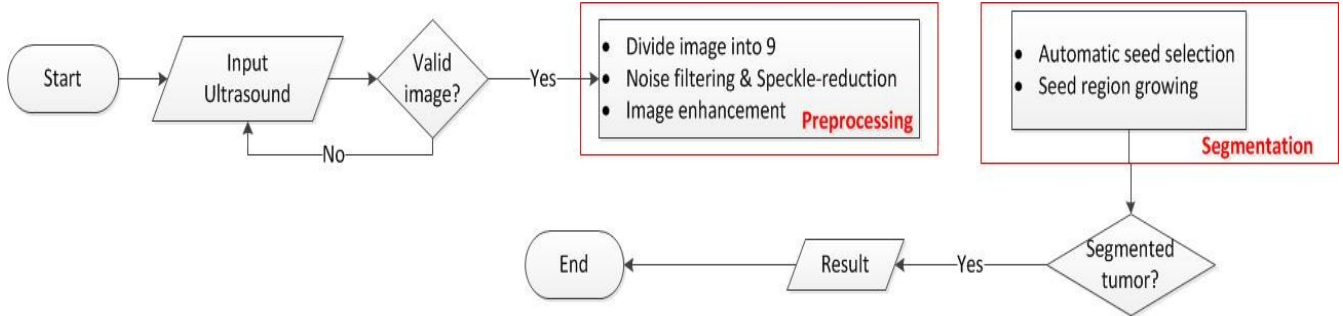 Start
Input
Ultrasound
Valid
image?
No
Yes
• Divide image into 9
• Noise filtering & Speckle-reduction
• Image enhancement
Preprocessing
• Automatic seed selection
• Seed region growing
Segmentation
Segmented
tumor?
Yes
Result
End